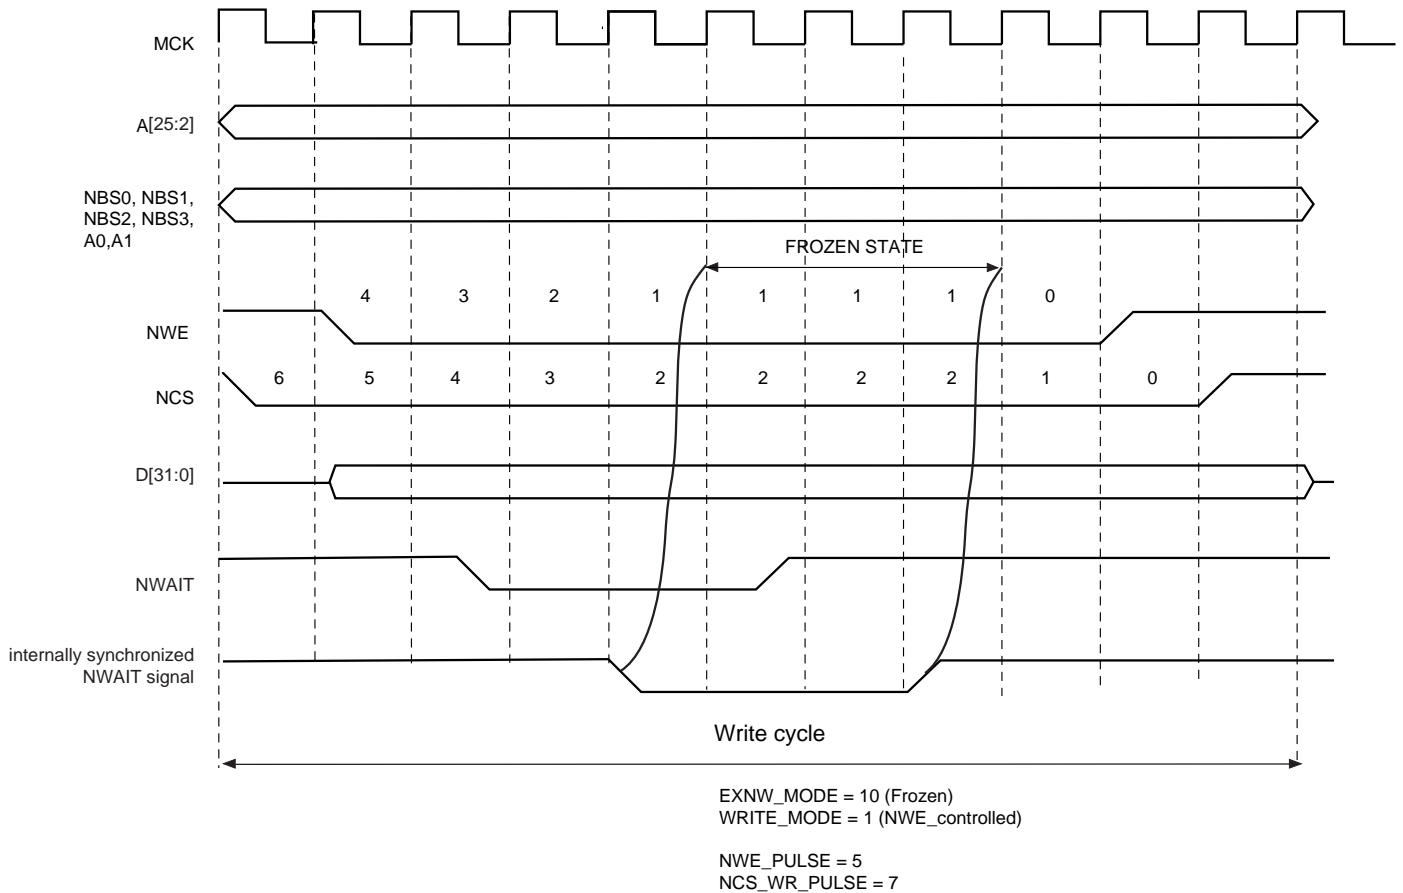 MCK
A[25:2]
NBS0, NBS1,
NBS2, NBS3,
A0,A1
FROZEN STATE
4 3 2 1 1 1 1 0
NWE
6 5 4 3 2 2 2 2 1 0
NCS
D[31:0]
NWAIT
internally synchronized
NWAIT signal
Write cycle
EXNW_MODE = 10 (Frozen)
WRITE_MODE = 1 (NWE_controlled)
NWE_PULSE = 5
NCS_WR_PULSE = 7